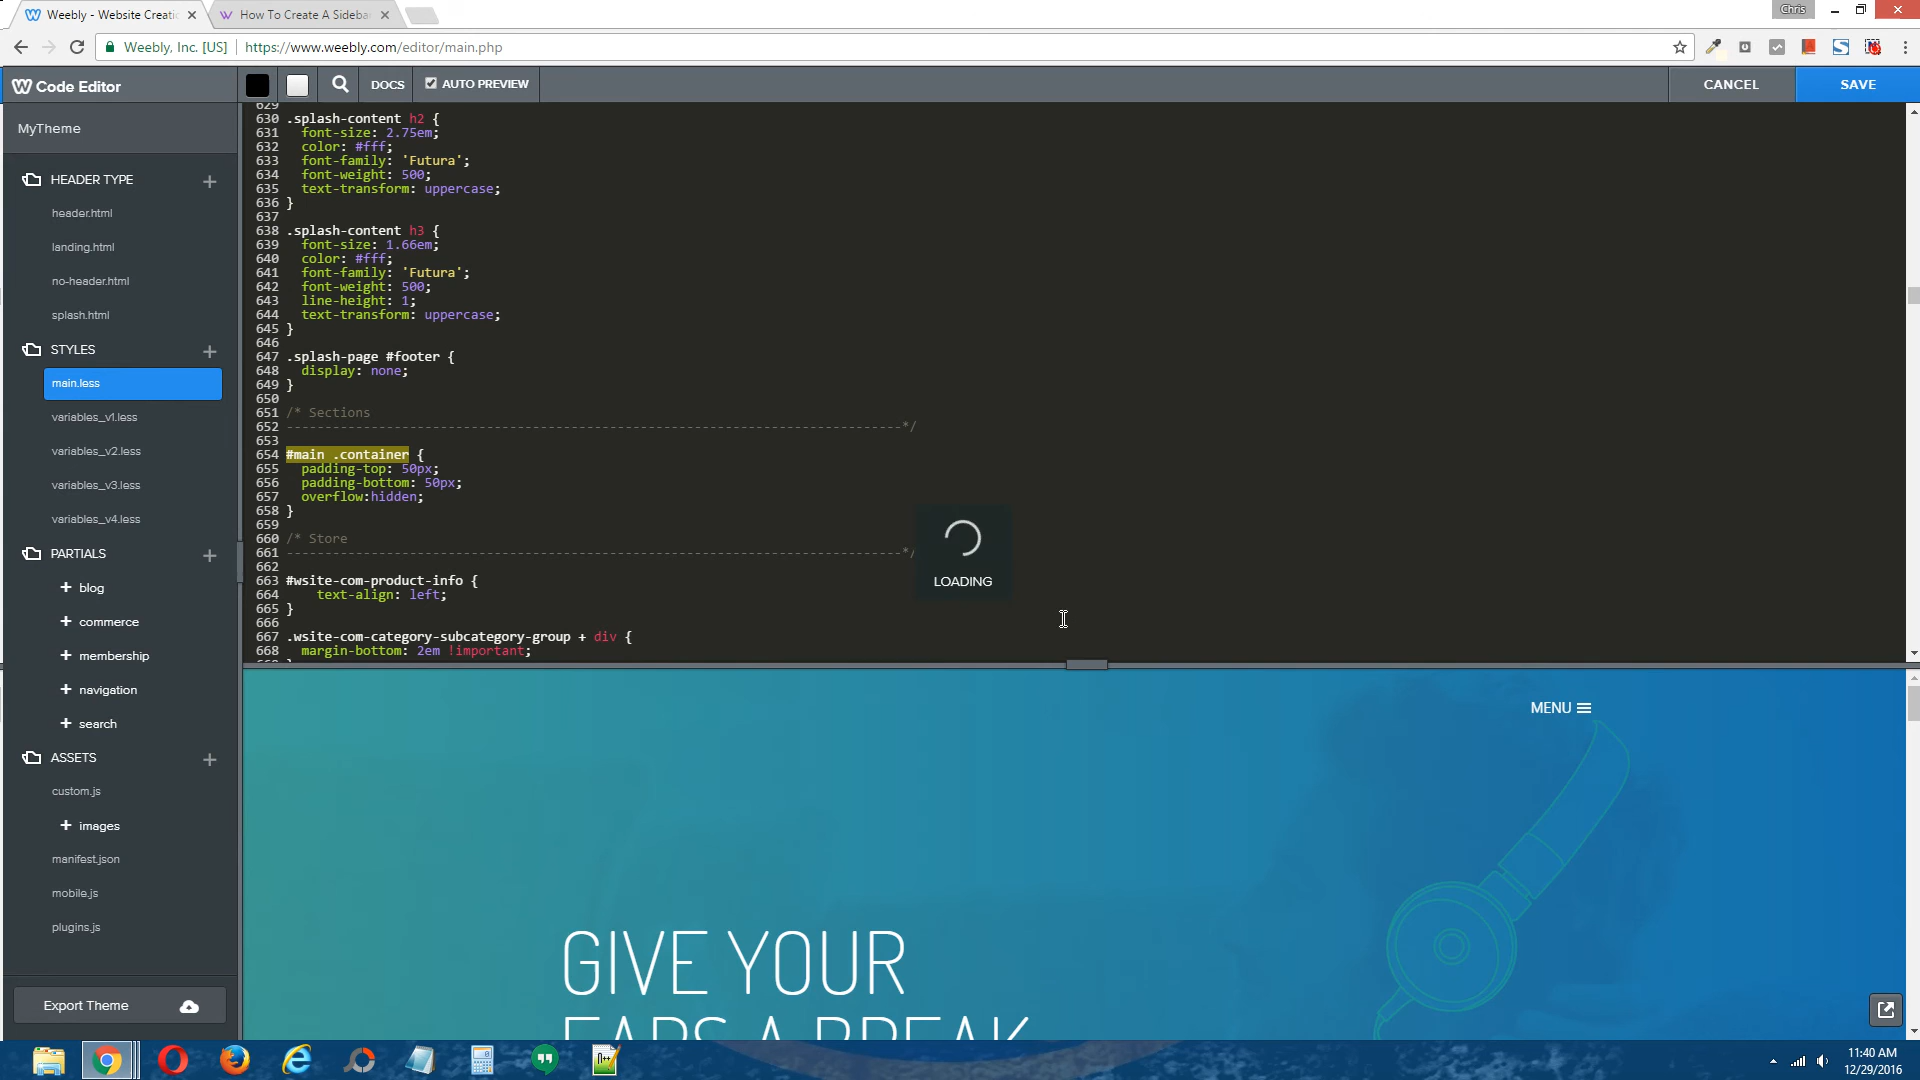 Chris
Weebly - Website Creatio
How To Create A Sideba
Weebly, Inc. [US]
https://www.weebly.com/editor/main.php
Code Editor
DOCS
AUTO PREVIEW
CANCEL
SAVE
MyTheme
HEADER TYPE
header.html
landing.html
no-header.html
splash.html
STYLES
main.less
variables_v1.less
variables_v2.less
variables_v3.less
variables_v4.less
PARTIALS
blog
commerce
membership
navigation
search
ASSETS
custom.js
images
manifest.json
mobile.js
plugins.js
Export Theme
629
630 .splash-content h2 {
631 font-size: 2.75em;
632 color: #fff;
633 font-family: 'Futura';
634 font-weight: 500;
635 text-transform: uppercase;
636 }
637
638 .splash-content h3 {
639 font-size: 1.66em;
640 color: #fff;
641 font-family: 'Futura';
642 font-weight: 500;
643 line-height: 1;
644 text-transform: uppercase;
645 }
646
647 .splash-page #footer {
648 display: none;
649 }
650
651 /* Sections
652 --------------------------------------------------------------------------------*/
653
654 #main .container {
655 padding-top: 50px;
656 padding-bottom: 50px;
657 overflow:hidden;
658 }
659
660 /* Store
661 --------------------------------------------------------------------------------*/
662
663 #wsite-com-product-info {
664 text-align: left;
665 }
666
667 .wsite-com-category-subcategory-group + div {
668 margin-bottom: 2em !important;
LOADING
MENU
GIVE YOUR
EARS A BREAK
11:40 AM
12/29/2016